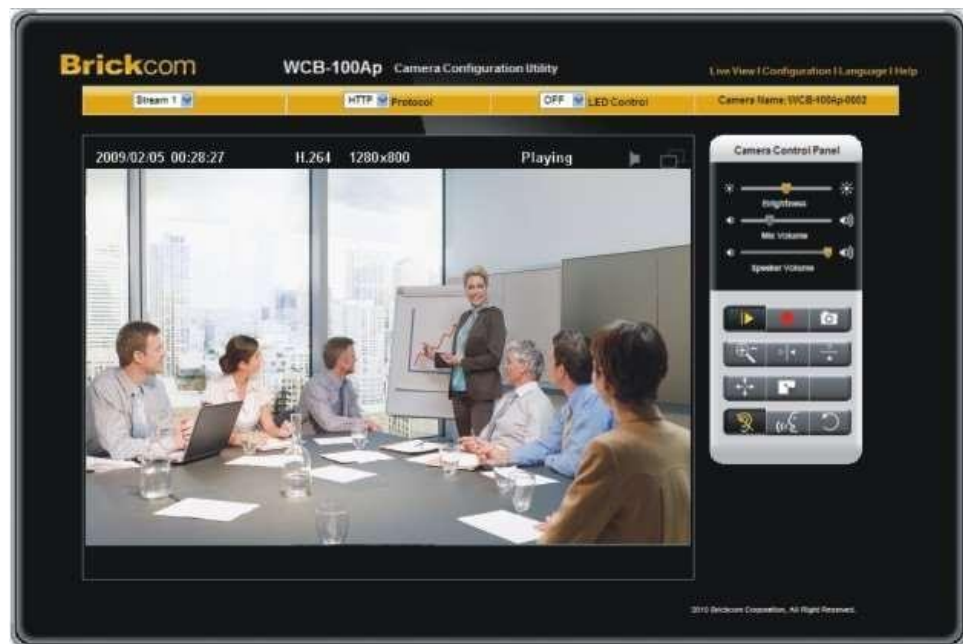 Brickcom
WCB-100Ap Camera Configuration Utility
Live View | Configuration | Language | Help
Stream 1
HTTP Protocol
OFF LED Control
Camera Name: WCB-100Ap-0002
2009/02/05 00:28:27 H.264 1280x800 Playing
Camera Control Panel
Brightness
Mic Volume
Speaker Volume
2010 Brickcom Corporation, All Right Reserved.